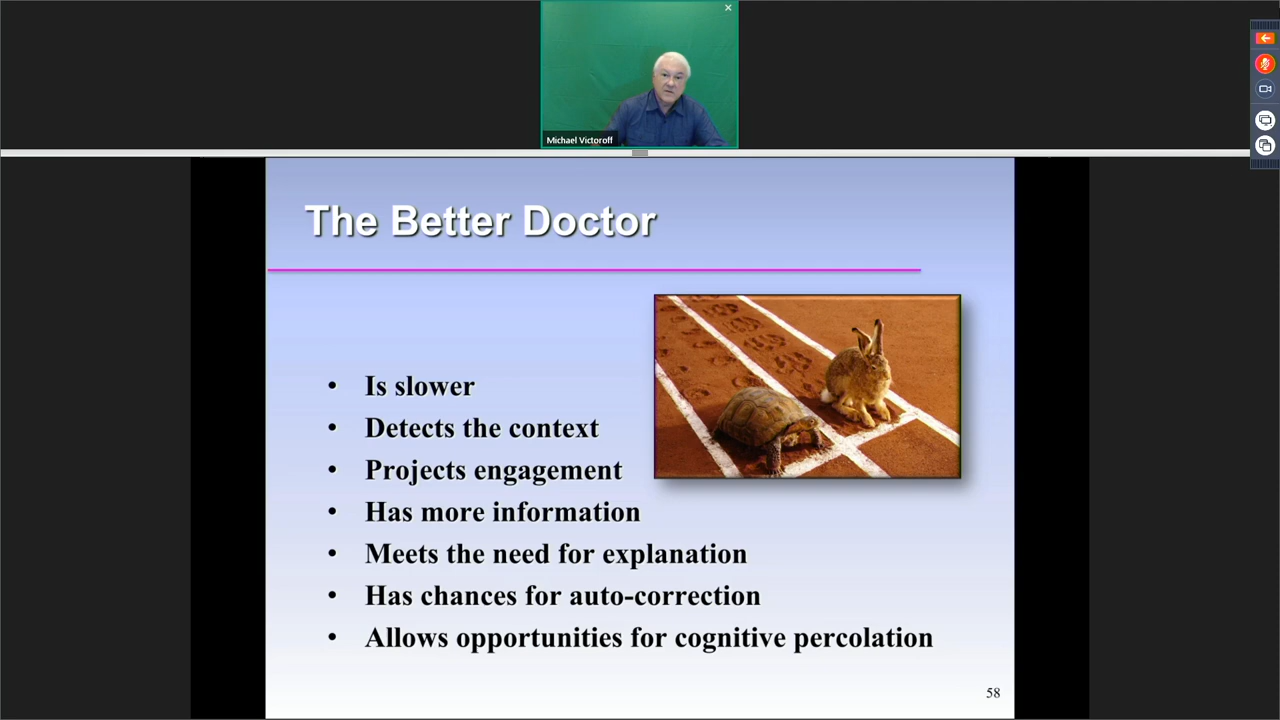 Michael Victoroff
The Better Doctor
• Is slower
• Detects the context
• Projects engagement
• Has more information
• Meets the need for explanation
• Has chances for auto-correction
• Allows opportunities for cognitive percolation
58